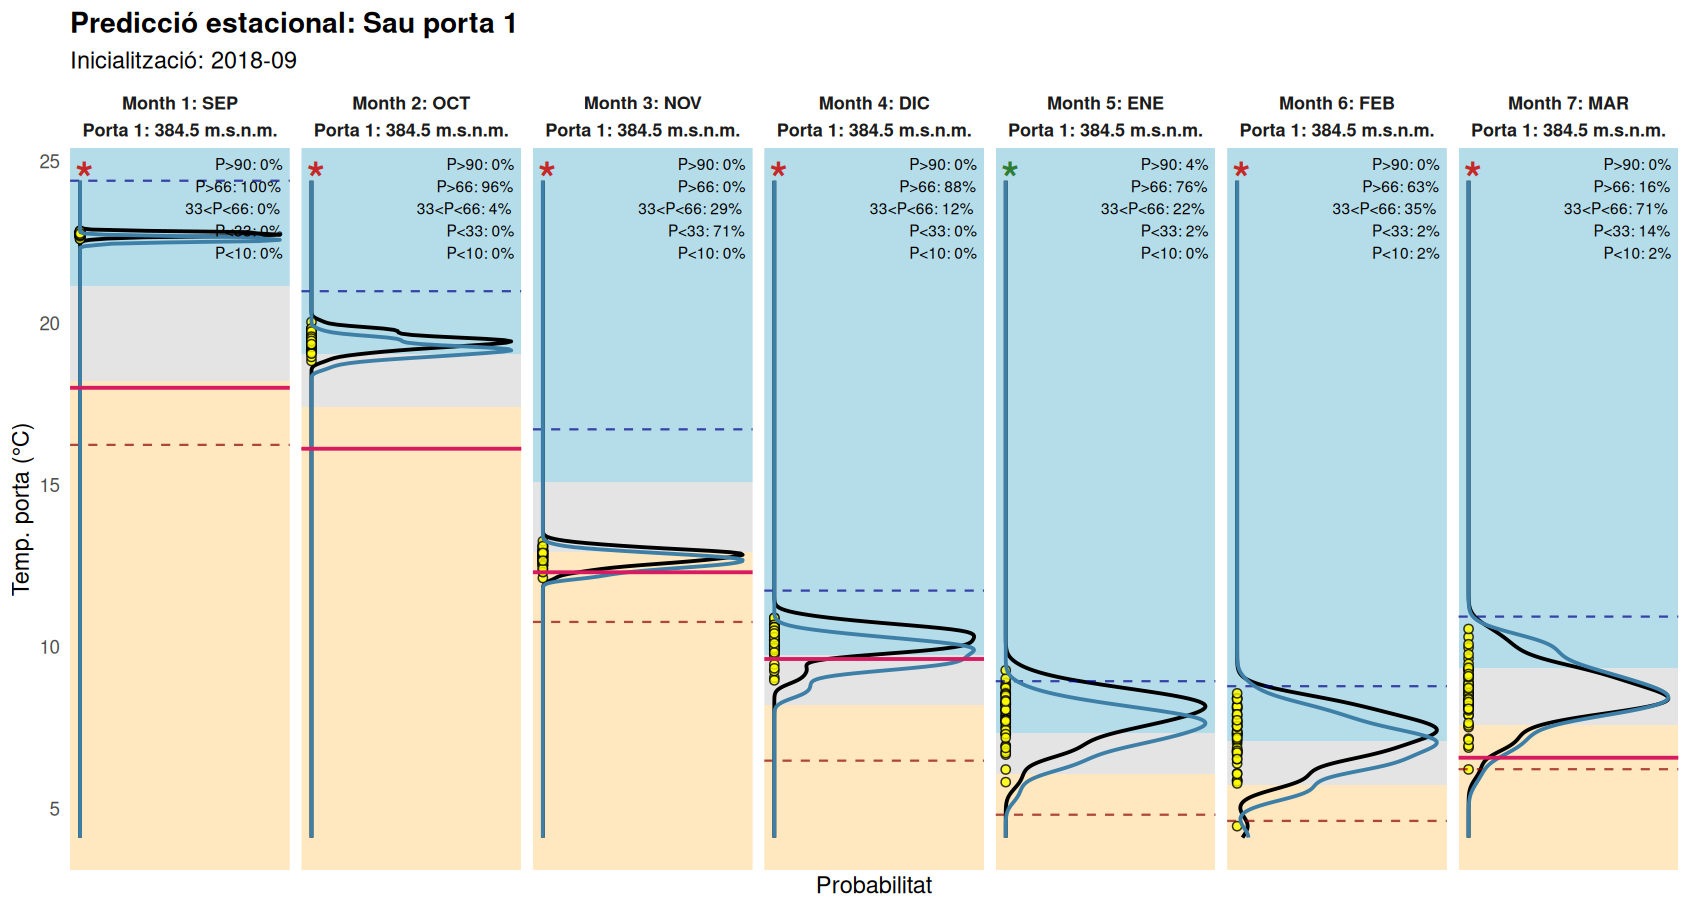 Predicció estacional: Sau porta 1
Inicialització: 2018-09
Month 1: SEP
Porta 1: 384.5 m.s.n.m.
Month 2: OCT
Porta 1: 384.5 m.s.n.m.
Month 3: NOV
Porta 1: 384.5 m.s.n.m.
Month 4: DIC
Porta 1: 384.5 m.s.n.m.
Month 5: ENE
Porta 1: 384.5 m.s.n.m.
Month 6: FEB
Porta 1: 384.5 m.s.n.m.
Month 7: MAR
Porta 1: 384.5 m.s.n.m.
*
P>90: 0%
P>66: 100%
33<P<66: 0%
P<33: 0%
P<10: 0%
*
P>90: 0%
P>66: 96%
33<P<66: 4%
P<33: 0%
P<10: 0%
*
P>90: 0%
P>66: 0%
33<P<66: 29%
P<33: 71%
P<10: 0%
*
P>90: 0%
P>66: 88%
33<P<66: 12%
P<33: 0%
P<10: 0%
*
P>90: 4%
P>66: 76%
33<P<66: 22%
P<33: 2%
P<10: 0%
*
P>90: 0%
P>66: 63%
33<P<66: 35%
P<33: 2%
P<10: 2%
*
P>90: 0%
P>66: 16%
33<P<66: 71%
P<33: 14%
P<10: 2%
25
20
15
10
5
Temp. porta (°C)
Probabilitat